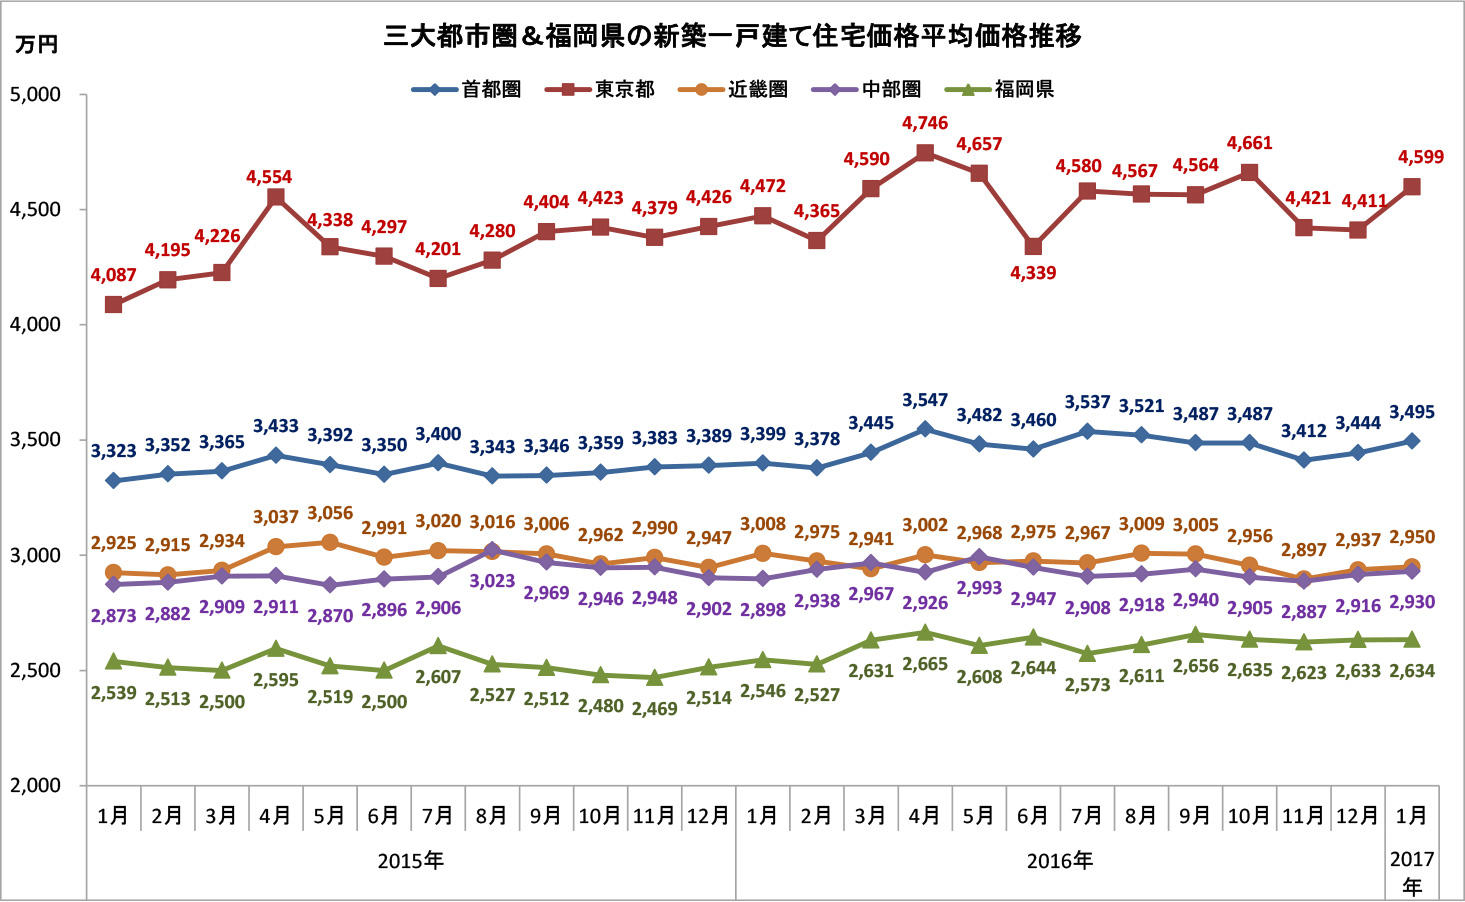 三大都市圏＆福岡県の新築一戸建て住宅価格平均価格推移
万円
首都圏 東京都 近畿圏 中部圏 福岡県
5,000
4,500
4,000
3,500
3,000
2,500
2,000
4,087 4,195 4,226 4,554 4,338 4,297 4,201 4,280 4,404 4,423 4,379 4,426 4,472 4,365 4,590 4,746 4,657 4,339 4,580 4,567 4,564 4,661 4,421 4,411 4,599
3,323 3,352 3,365 3,433 3,392 3,350 3,400 3,343 3,346 3,359 3,383 3,389 3,399 3,378 3,445 3,547 3,482 3,460 3,537 3,521 3,487 3,487 3,412 3,444 3,495
2,925 2,915 2,934 3,037 3,056 2,991 3,020 3,016 3,006 2,962 2,990 2,947 3,008 2,975 2,941 3,002 2,968 2,975 2,967 3,009 3,005 2,956 2,897 2,937 2,950
2,873 2,882 2,909 2,911 2,870 2,896 2,906 3,023 2,969 2,946 2,948 2,902 2,898 2,938 2,967 2,926 2,993 2,947 2,908 2,918 2,940 2,905 2,887 2,916 2,930
2,539 2,513 2,500 2,595 2,519 2,500 2,607 2,527 2,512 2,480 2,469 2,514 2,546 2,527 2,631 2,665 2,608 2,644 2,573 2,611 2,656 2,635 2,623 2,633 2,634
1月 2月 3月 4月 5月 6月 7月 8月 9月 10月 11月 12月 1月 2月 3月 4月 5月 6月 7月 8月 9月 10月 11月 12月 1月
2015年 2016年 2017
年